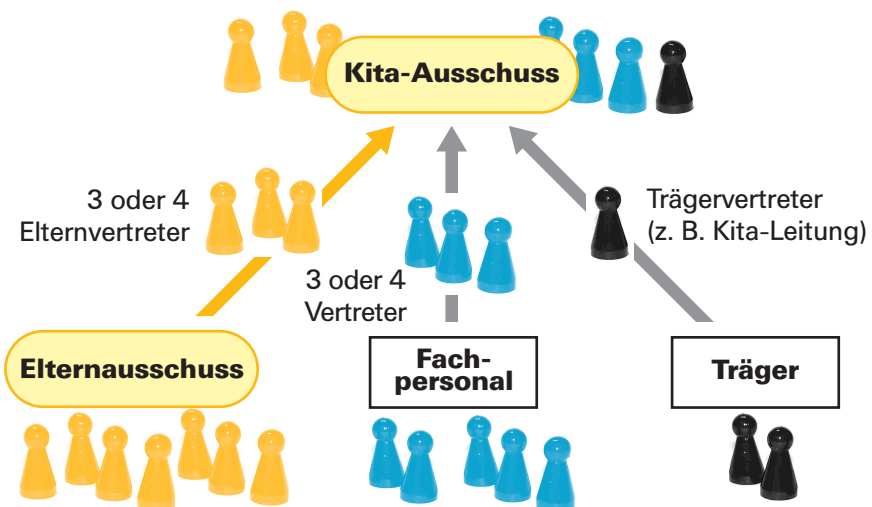 Kita-Ausschuss
3 oder 4
Elternvertreter
3 oder 4
Vertreter
Trägervertreter
(z. B. Kita-Leitung)
Elternausschuss
Fach-
personal
Träger